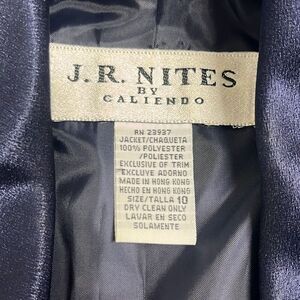 J.R. NITES
BY
CALIENDO
RN 23937
JACKET/CHAQUETA
100% POLYESTER
/POLIESTER
EXCLUSIVE OF TRIM
EXCLUYE ADORNO
MADE IN HONG KONG
HECHO EN HONG KONG
SIZE/TALLA 10
DRY CLEAN ONLY
LAVAR EN SECO
SOLAMENTE